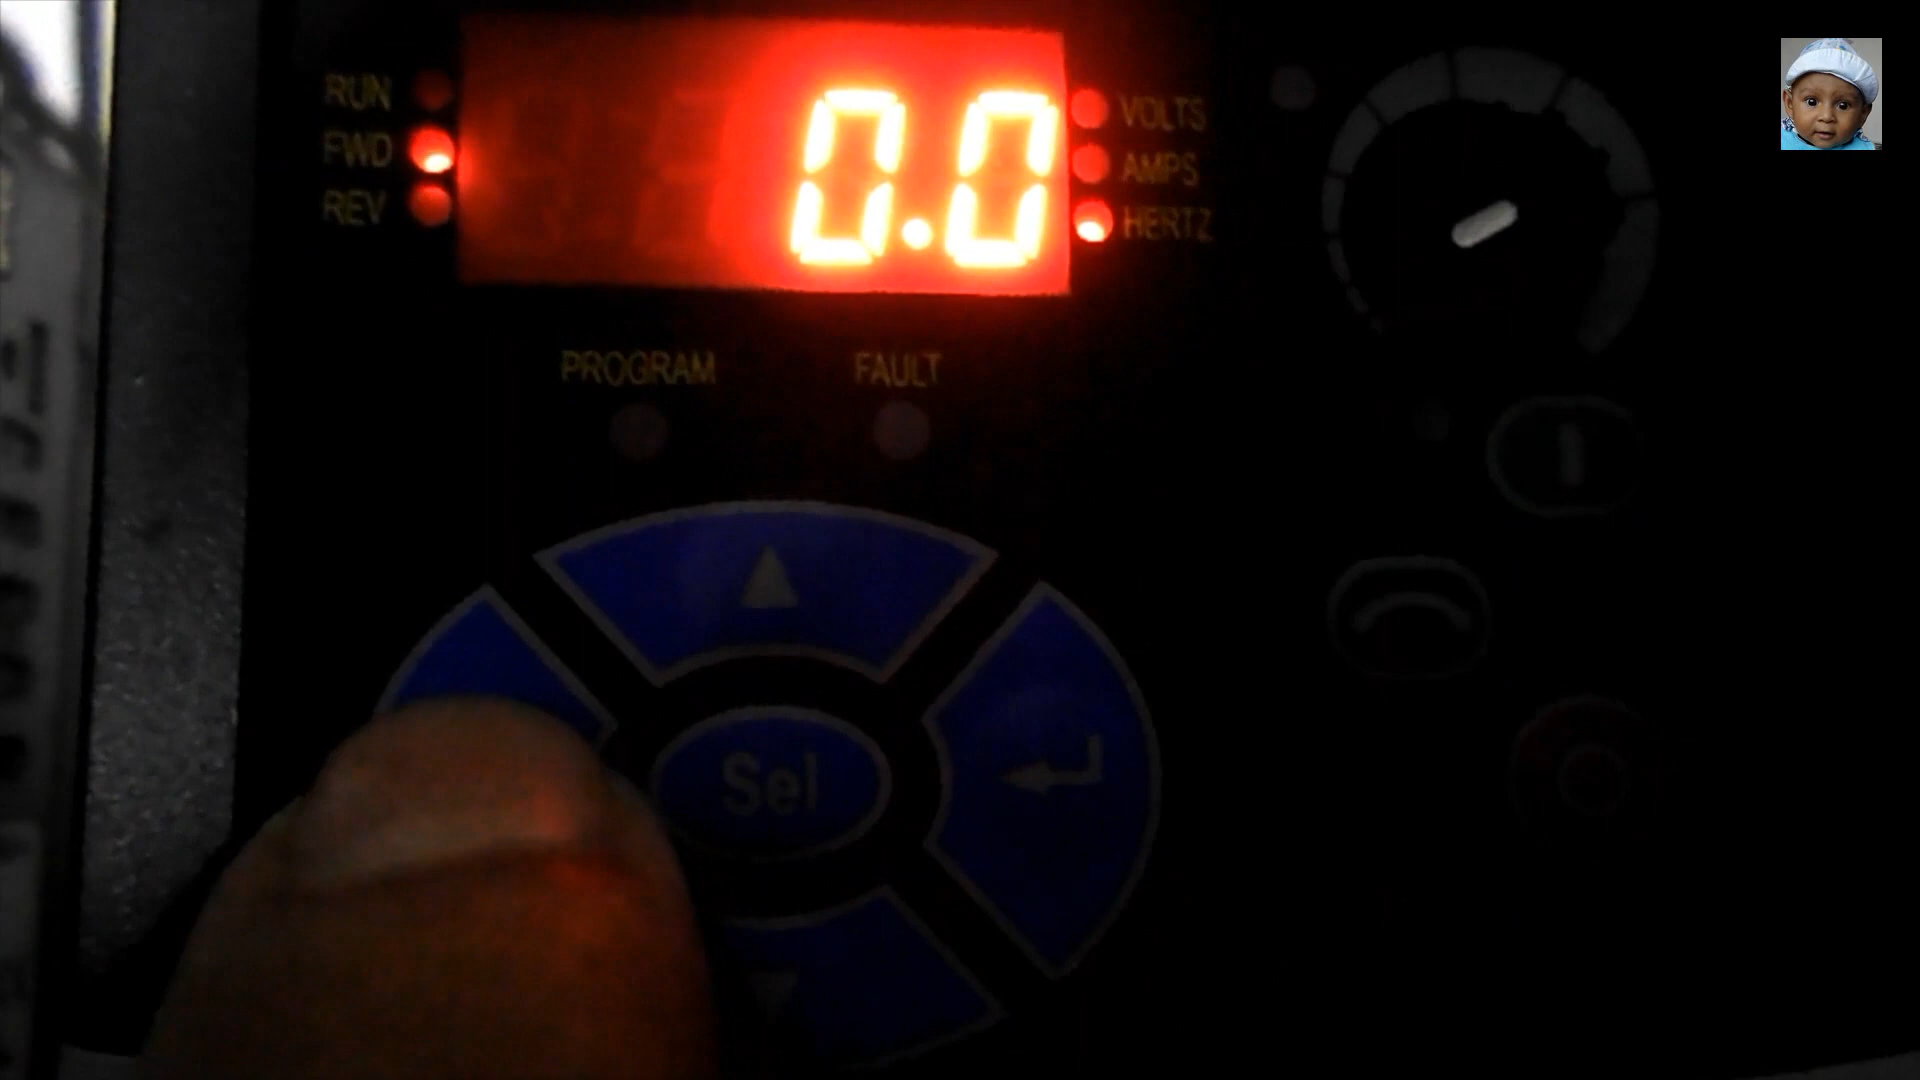 RUN
FWD
REV
0.0
VOLTS
AMPS
HERTZ
PROGRAM
FAULT
Sel